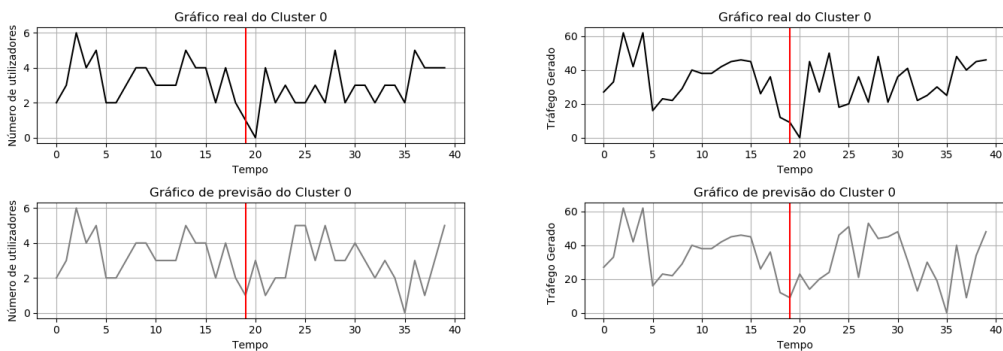 Gráfico real do Cluster 0
Número de utilizadores
6
4
2
0
0 5 10 15 20 25 30 35 40
Tempo
Gráfico real do Cluster 0
Tráfego Gerado
60
40
20
0
0 5 10 15 20 25 30 35 40
Tempo
Gráfico de previsão do Cluster 0
Número de utilizadores
6
4
2
0
0 5 10 15 20 25 30 35 40
Tempo
Gráfico de previsão do Cluster 0
Tráfego Gerado
60
40
20
0
0 5 10 15 20 25 30 35 40
Tempo